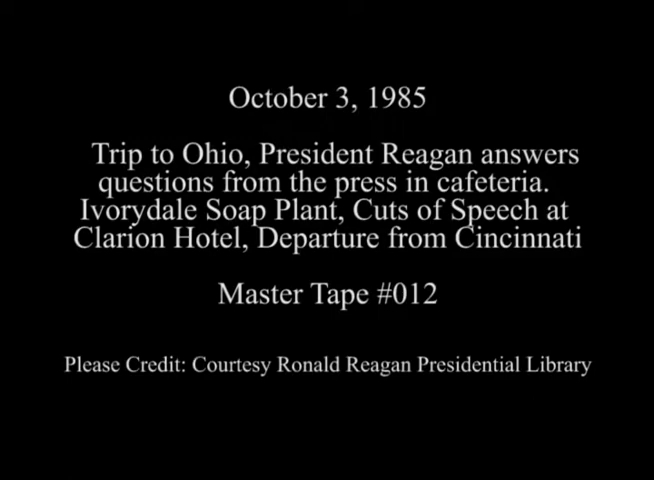 October 3, 1985
Trip to Ohio, President Reagan answers
questions from the press in cafeteria.
Ivorydale Soap Plant, Cuts of Speech at
Clarion Hotel, Departure from Cincinnati
Master Tape #012
Please Credit: Courtesy Ronald Reagan Presidential Library